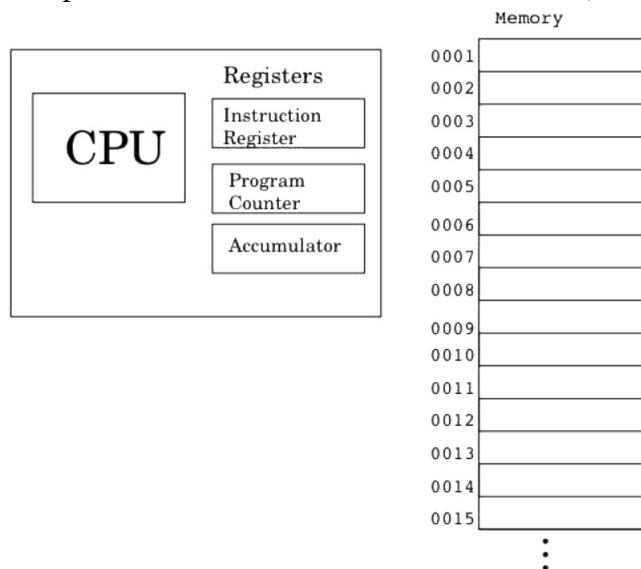 Memory
Registers
CPU
Instruction
Register
Program
Counter
Accumulator
0001
0002
0003
0004
0005
0006
0007
0008
0009
0010
0011
0012
0013
0014
0015